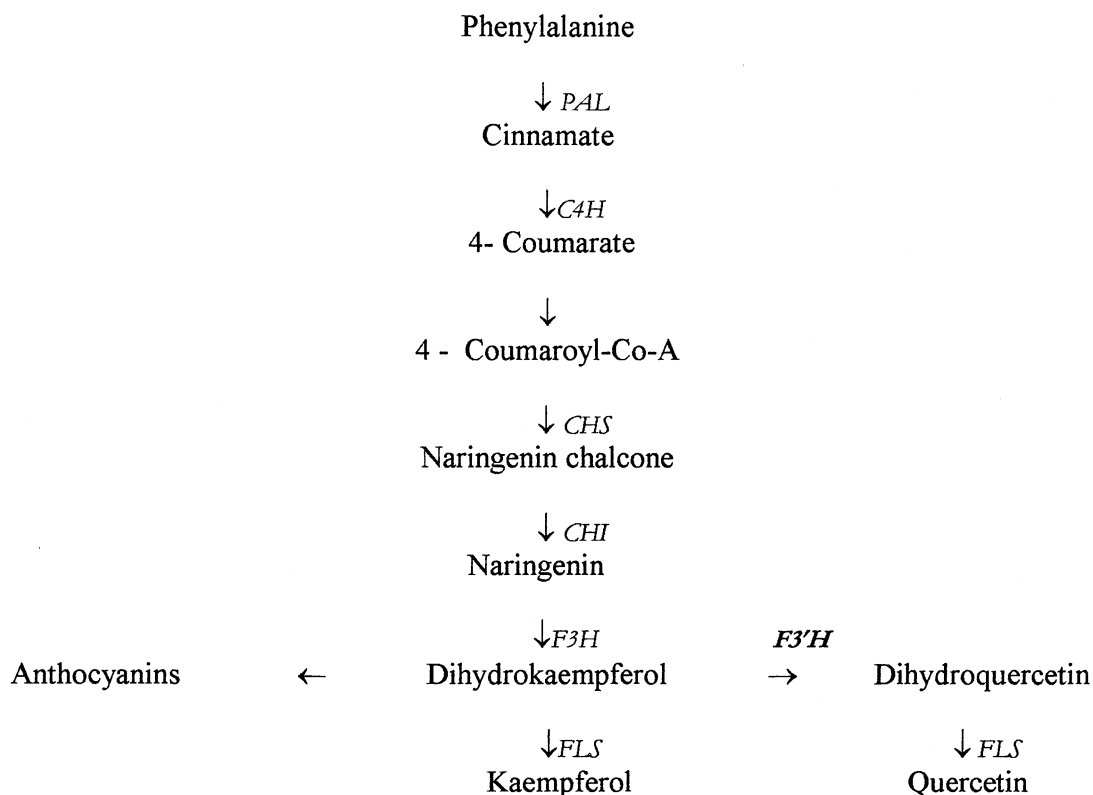 Phenylalanine
↓ PAL
Cinnamate
↓C4H
4- Coumarate
↓
4 - Coumaroyl-Co-A
↓ CHS
Naringenin chalcone
↓ CHI
Naringenin
↓F3H F3'H
Anthocyanins ← Dihydrokaempferol → Dihydroquercetin
↓FLS ↓ FLS
Kaempferol Quercetin